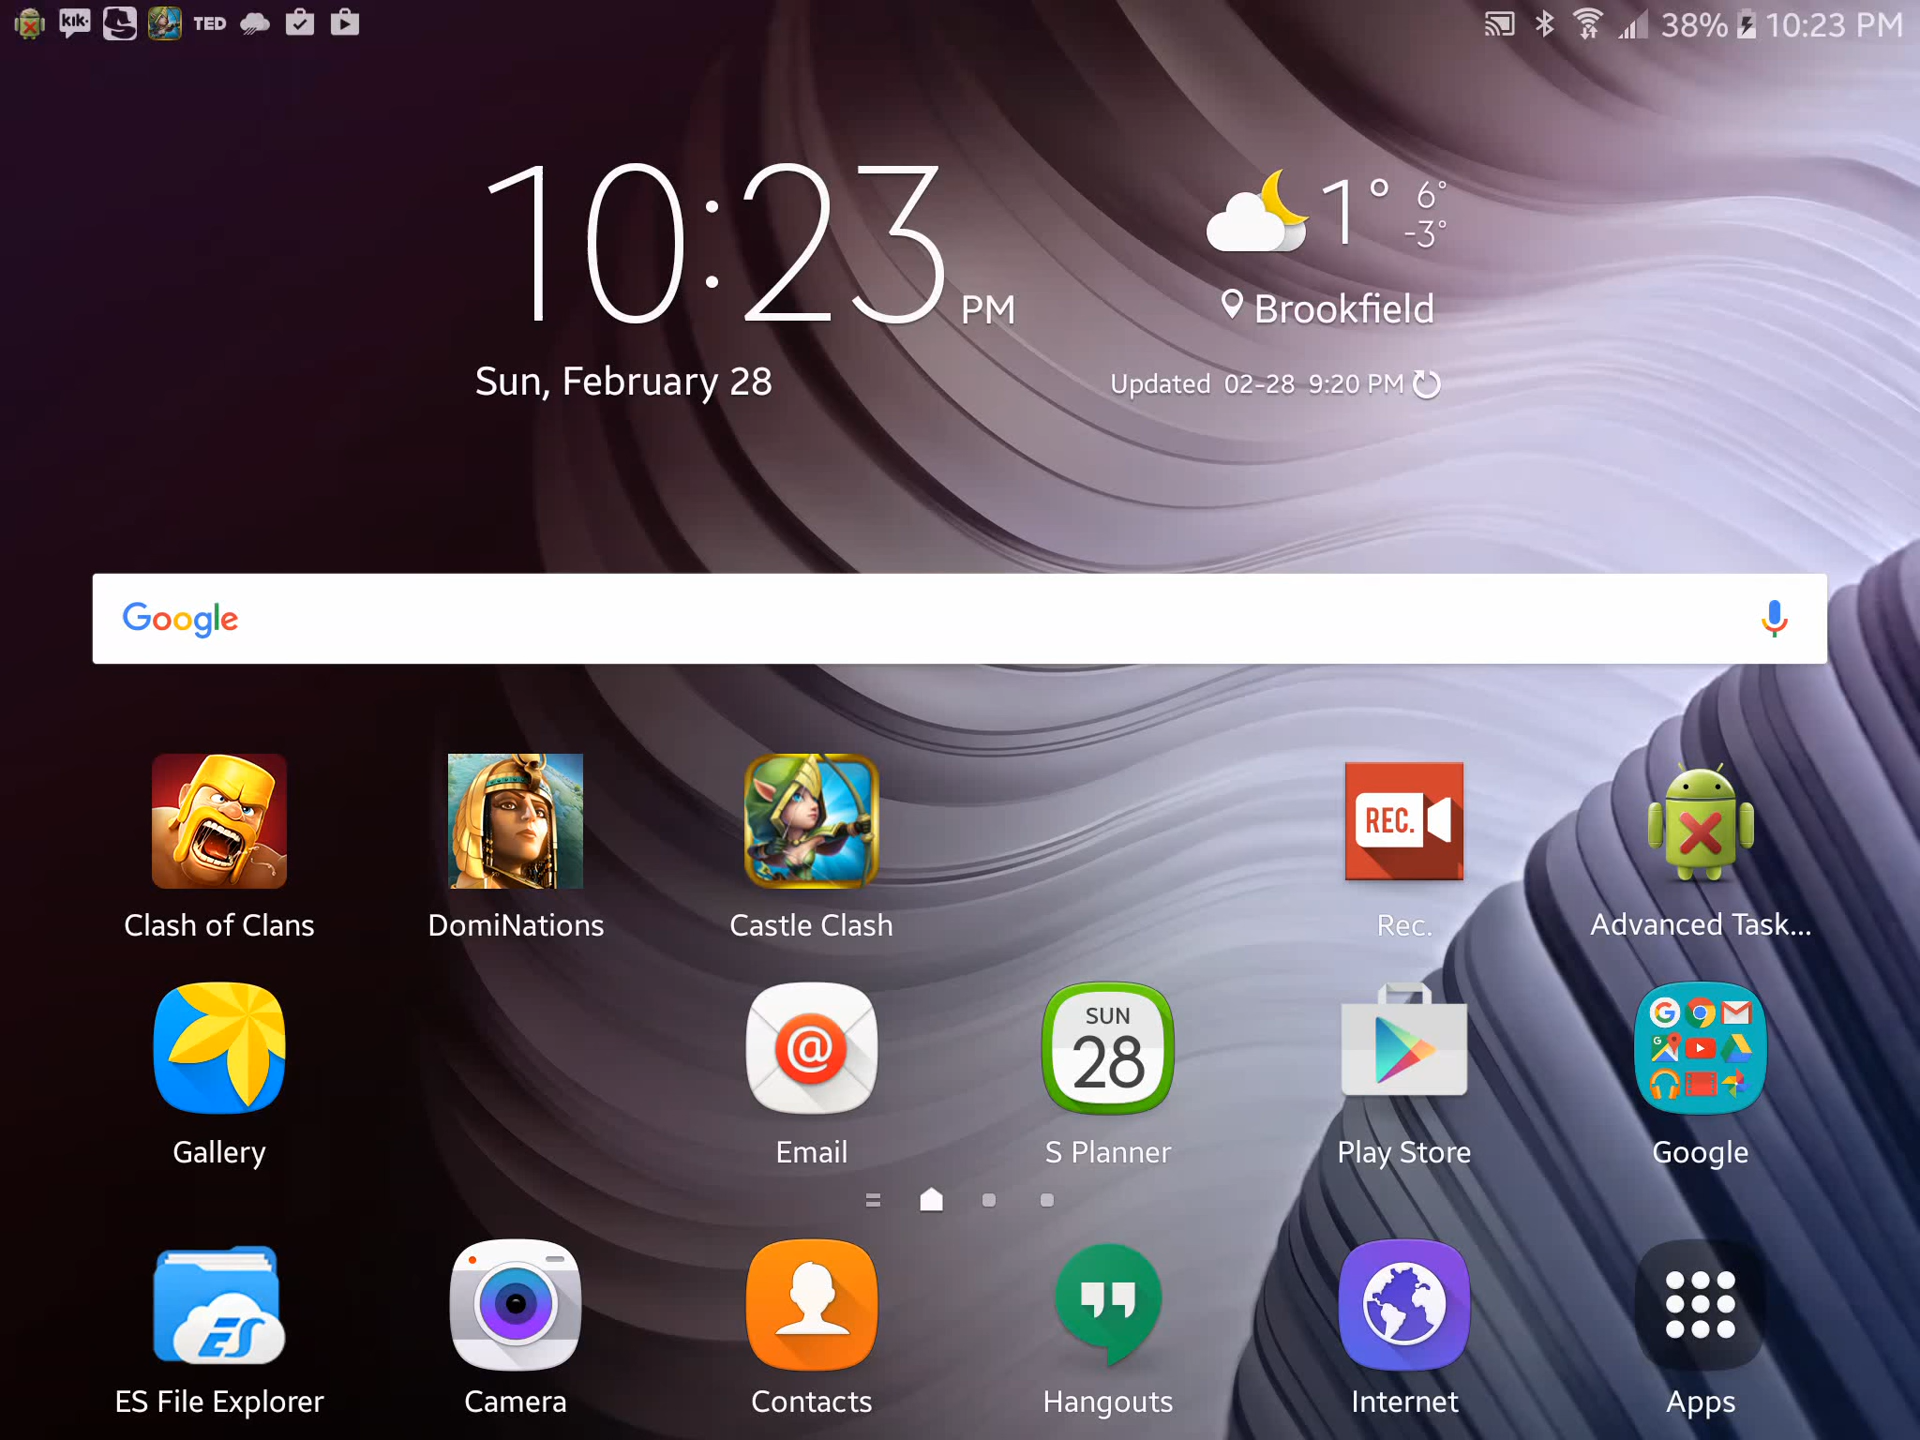 kik. TED 38% 10:23 PM
10:23 PM
1° 6°
-3°
Brookfield
Sun, February 28
Updated 02-28 9:20 PM
Google
REC.
Clash of Clans DomiNations Castle Clash Rec. Advanced Task...
@ SUN
28
G
Gallery Email S Planner Play Store Google
ES
ES File Explorer Camera Contacts Hangouts Internet Apps